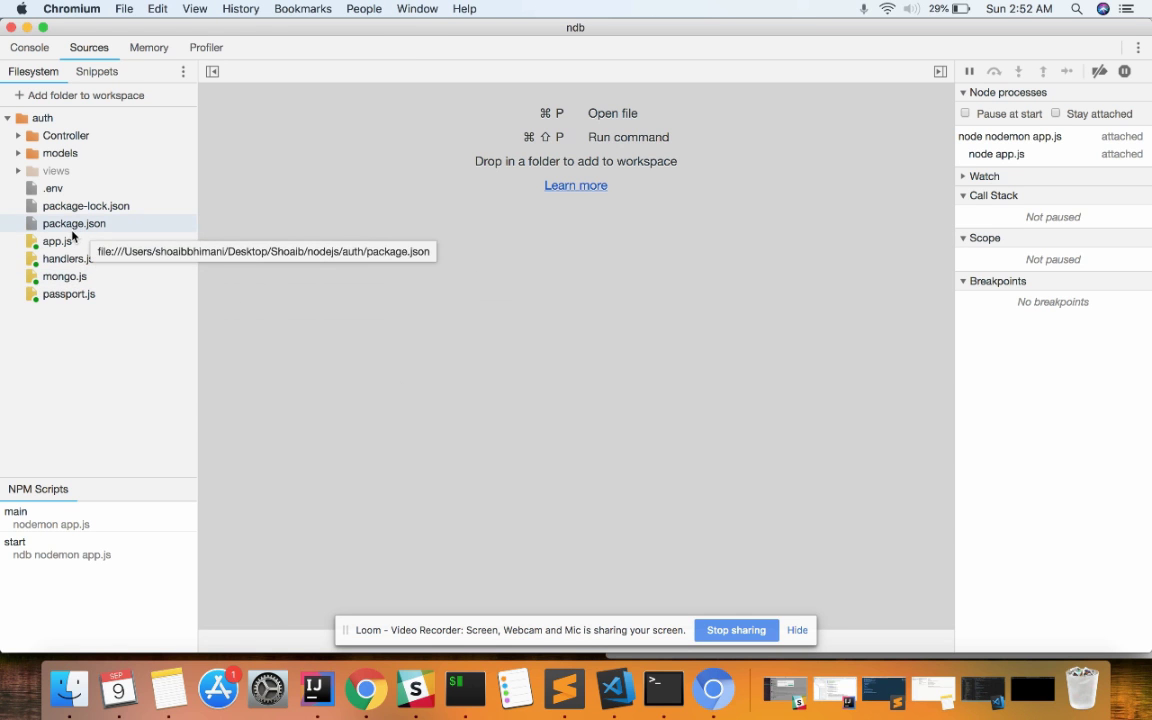 Chromium File Edit View History Bookmarks People Window Help 29% Sun 2:52 AM
ndb
Console Sources Memory Profiler
Filesystem Snippets
+ Add folder to workspace
auth
Controller
models
views
.env
package-lock.json
package.json
app.js
file:///Users/shoaibbhimani/Desktop/Shoaib/nodejs/auth/package.json
handlers.js
mongo.js
passport.js
NPM Scripts
main
nodemon app.js
start
ndb nodemon app.js
⌘ P Open file
⌘ ⇧ P Run command
Drop in a folder to add to workspace
Learn more
Node processes
Pause at start Stay attached
node nodemon app.js attached
node app.js attached
Watch
Call Stack
Not paused
Scope
Not paused
Breakpoints
No breakpoints
Loom - Video Recorder: Screen, Webcam and Mic is sharing your screen. Stop sharing Hide
SEP
9
1
IJ
$
>_